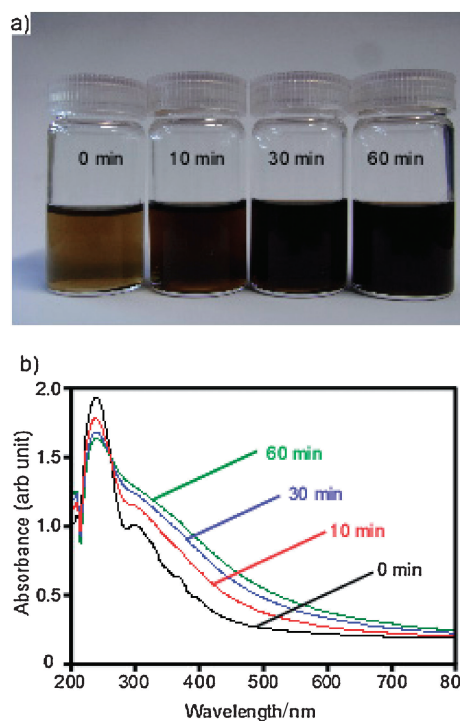 a)
0 min 10 min 30 min 60 min
b)
2.0
1.5
1.0
0.5
0
Absorbance (arb unit)
60 min
30 min
10 min
0 min
200 300 400 500 600 700 80
Wavelength/nm